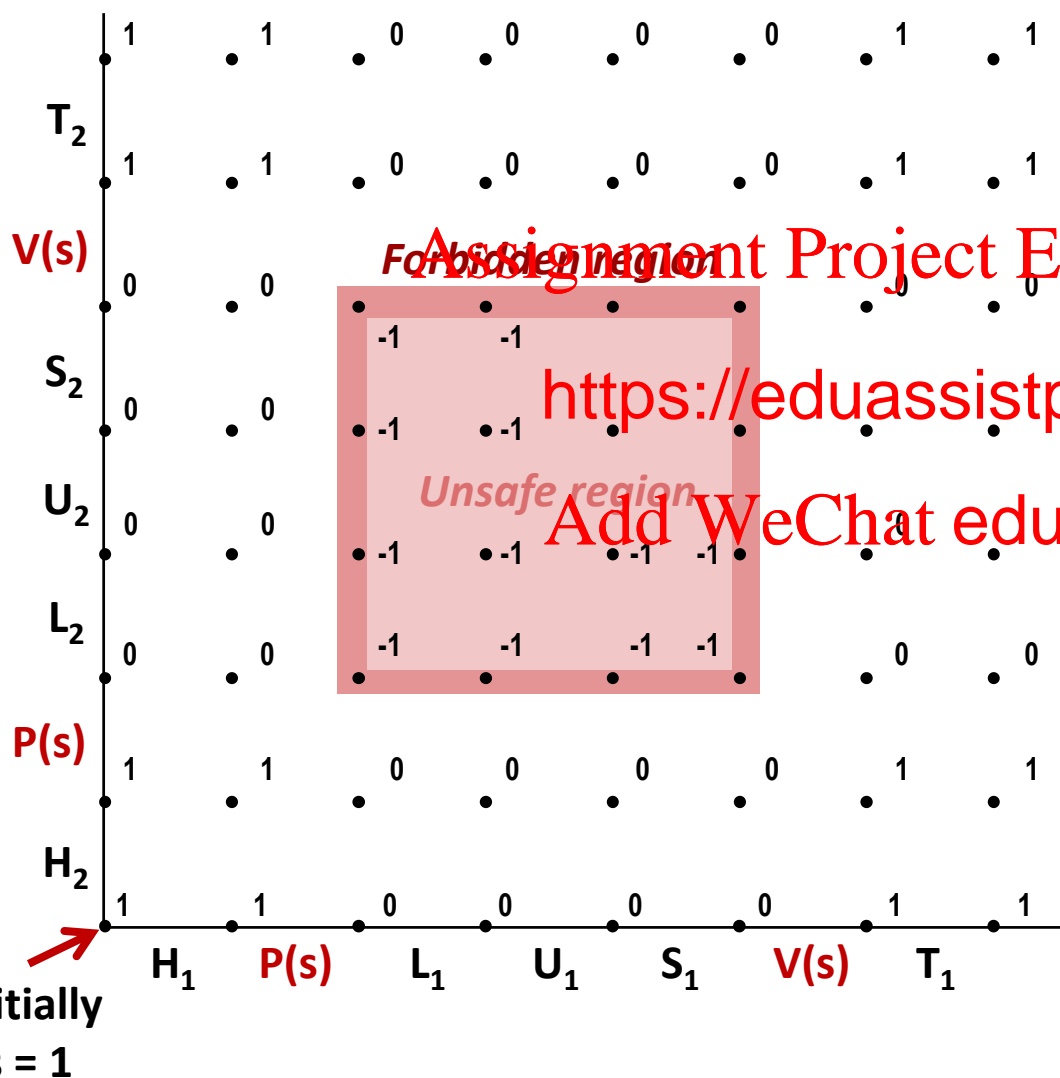 1 1 0 0 0 0 1 1
T2
1 1 0 0 0 0 1 1
V(s)
Forbidden region
Assignment Project E
0 0 0 0
-1 -1
S2
https://eduassistp
0 0
-1 -1
U2
Unsafe region
Add WeChat edu
0 0 0
-1 -1 -1 -1
L2
0 0 -1 -1 -1 -1 0 0
P(s)
1 1 0 0 0 0 1 1
H2
1 1 0 0 0 0 1 1
H1 P(s) L1 U1 S1 V(s) T1
itially
s = 1